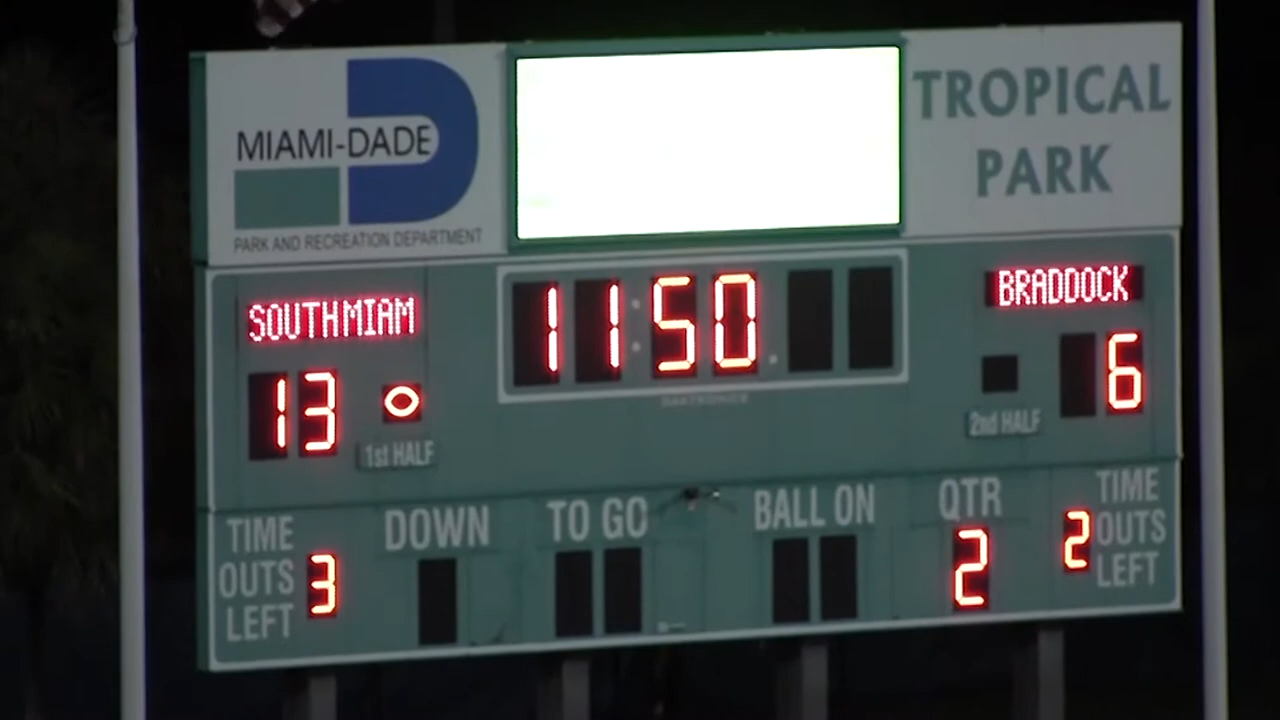 MIAMI-DADE
PARK AND RECREATION DEPARTMENT
TROPICAL
PARK
SOUTHMIAM
11:50
BRADDOCK
13
1st HALF
DAKTRONICS
2nd HALF
6
TIME
OUTS
LEFT
3
DOWN
TO GO
BALL ON
QTR
2
2
TIME
OUTS
LEFT